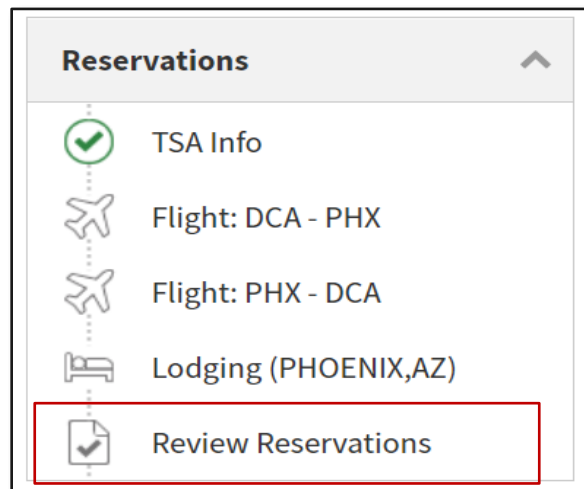 Reservations
TSA Info
Flight: DCA - PHX
Flight: PHX - DCA
Lodging (PHOENIX,AZ)
Review Reservations